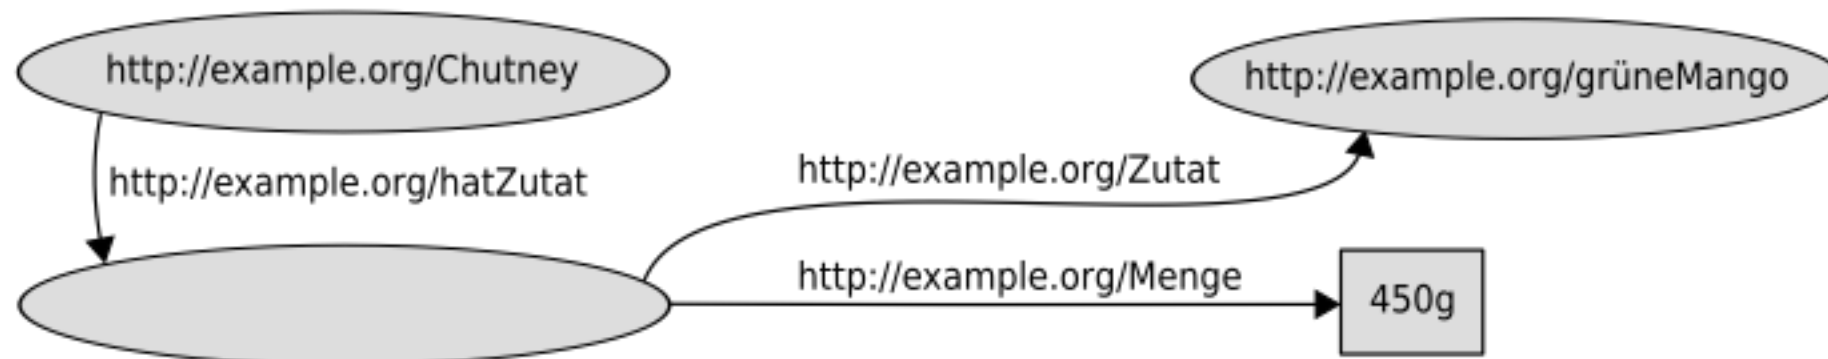 http://example.org/Chutney
http://example.org/grüneMango
http://example.org/hatZutat
http://example.org/Zutat
http://example.org/Menge
450g